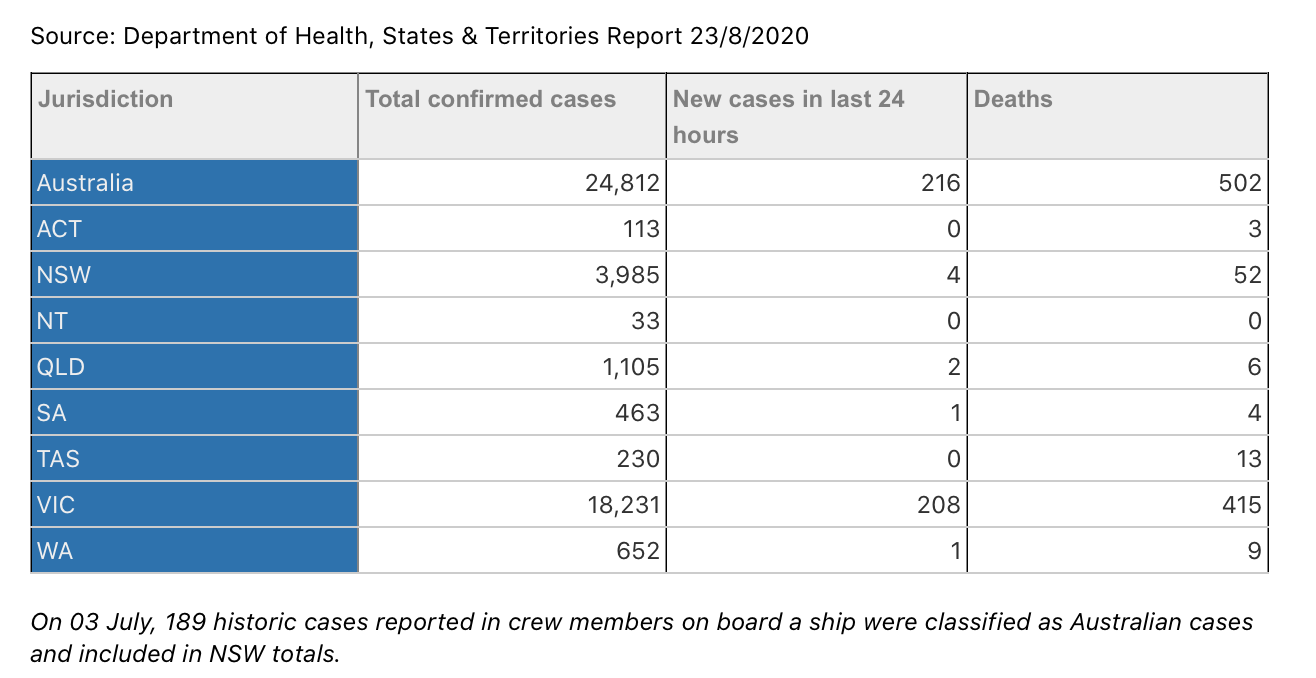 Source: Department of Health, States & Territories Report 23/8/2020
Jurisdiction Total confirmed cases New cases in last 24 hours Deaths
Australia 24,812 216 502
ACT 113 0 3
NSW 3,985 4 52
NT 33 0 0
QLD 1,105 2 6
SA 463 1 4
TAS 230 0 13
VIC 18,231 208 415
WA 652 1 9
On 03 July, 189 historic cases reported in crew members on board a ship were classified as Australian cases
and included in NSW totals.